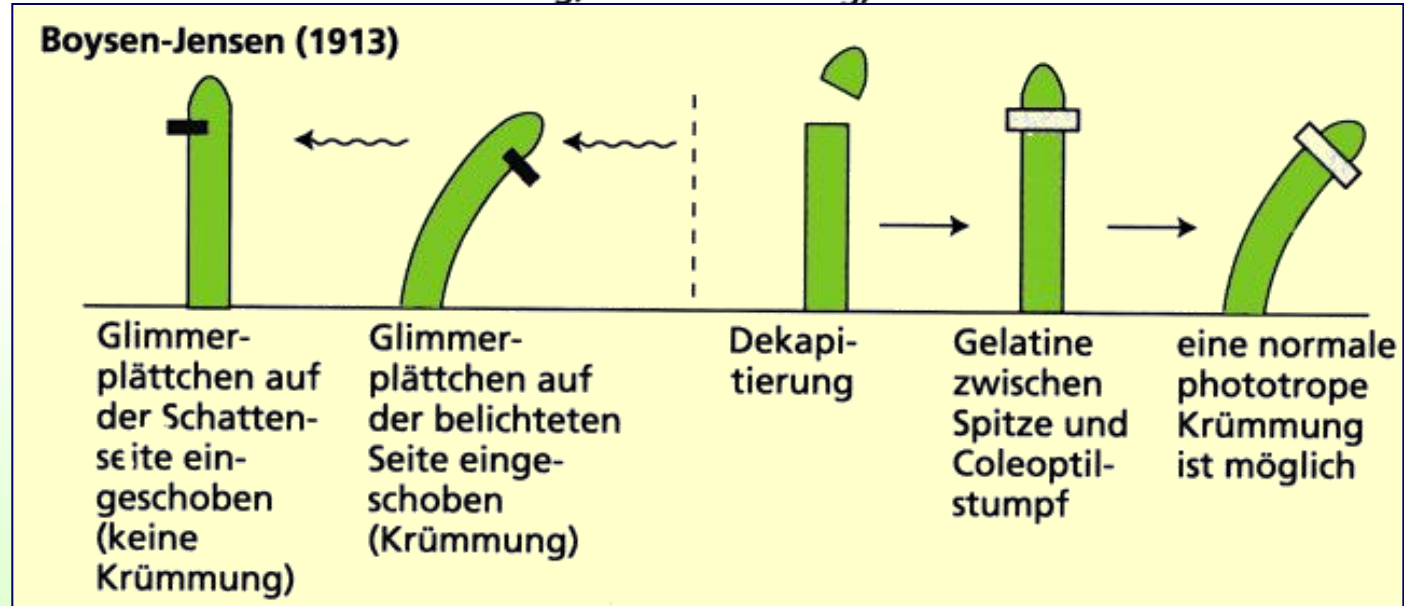 Boysen-Jensen (1913)
Glimmer-
plättchen auf
der Schatten-
seite ein-
geschoben
(keine
Krümmung)
Glimmer-
plättchen auf
der belichteten
Seite einge-
schoben
(Krümmung)
Dekapi-
tierung
Gelatine
zwischen
Spitze und
Coleoptil-
stumpf
eine normale
phototrope
Krümmung
ist möglich